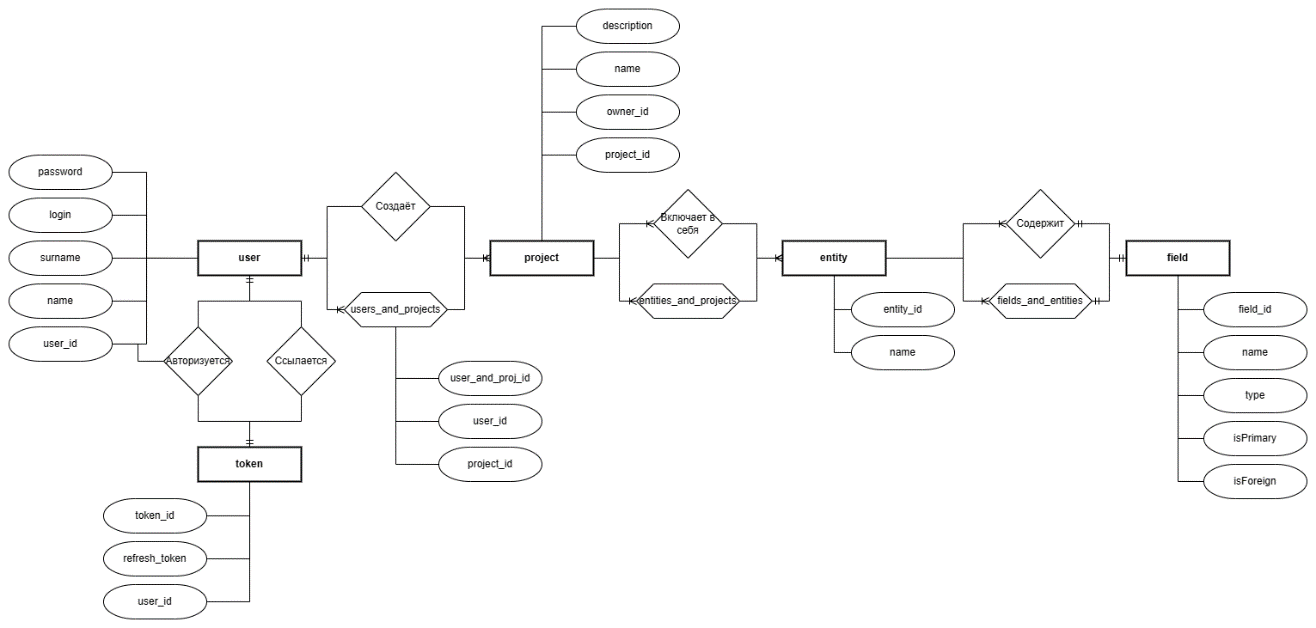 description
name
owner_id
project_id
password
login
surname
name
user_id
user
Создаёт
users_and_projects
user_and_proj_id
user_id
project_id
Авторизуется
Ссылается
token
token_id
refresh_token
user_id
project
Включает в
себя
entities_and_projects
entity
entity_id
name
Содержит
fields_and_entities
field
field_id
name
type
isPrimary
isForeign